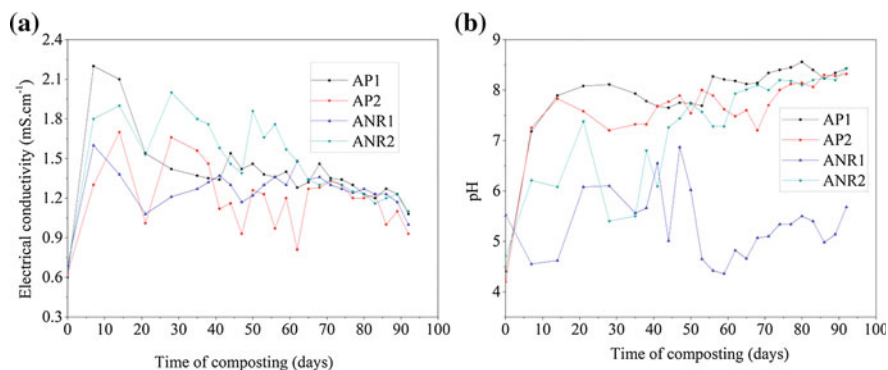 (a)
2.4
2.1
1.8
1.5
1.2
0.9
0.6
0.3
Electrical conductivity (mS.cm⁻¹)
AP1
AP2
ANR1
ANR2
0 10 20 30 40 50 60 70 80 90 100
Time of composting (days)
(b)
9
8
7
6
5
4
pH
AP1
AP2
ANR1
ANR2
0 10 20 30 40 50 60 70 80 90 100
Time of composting (days)